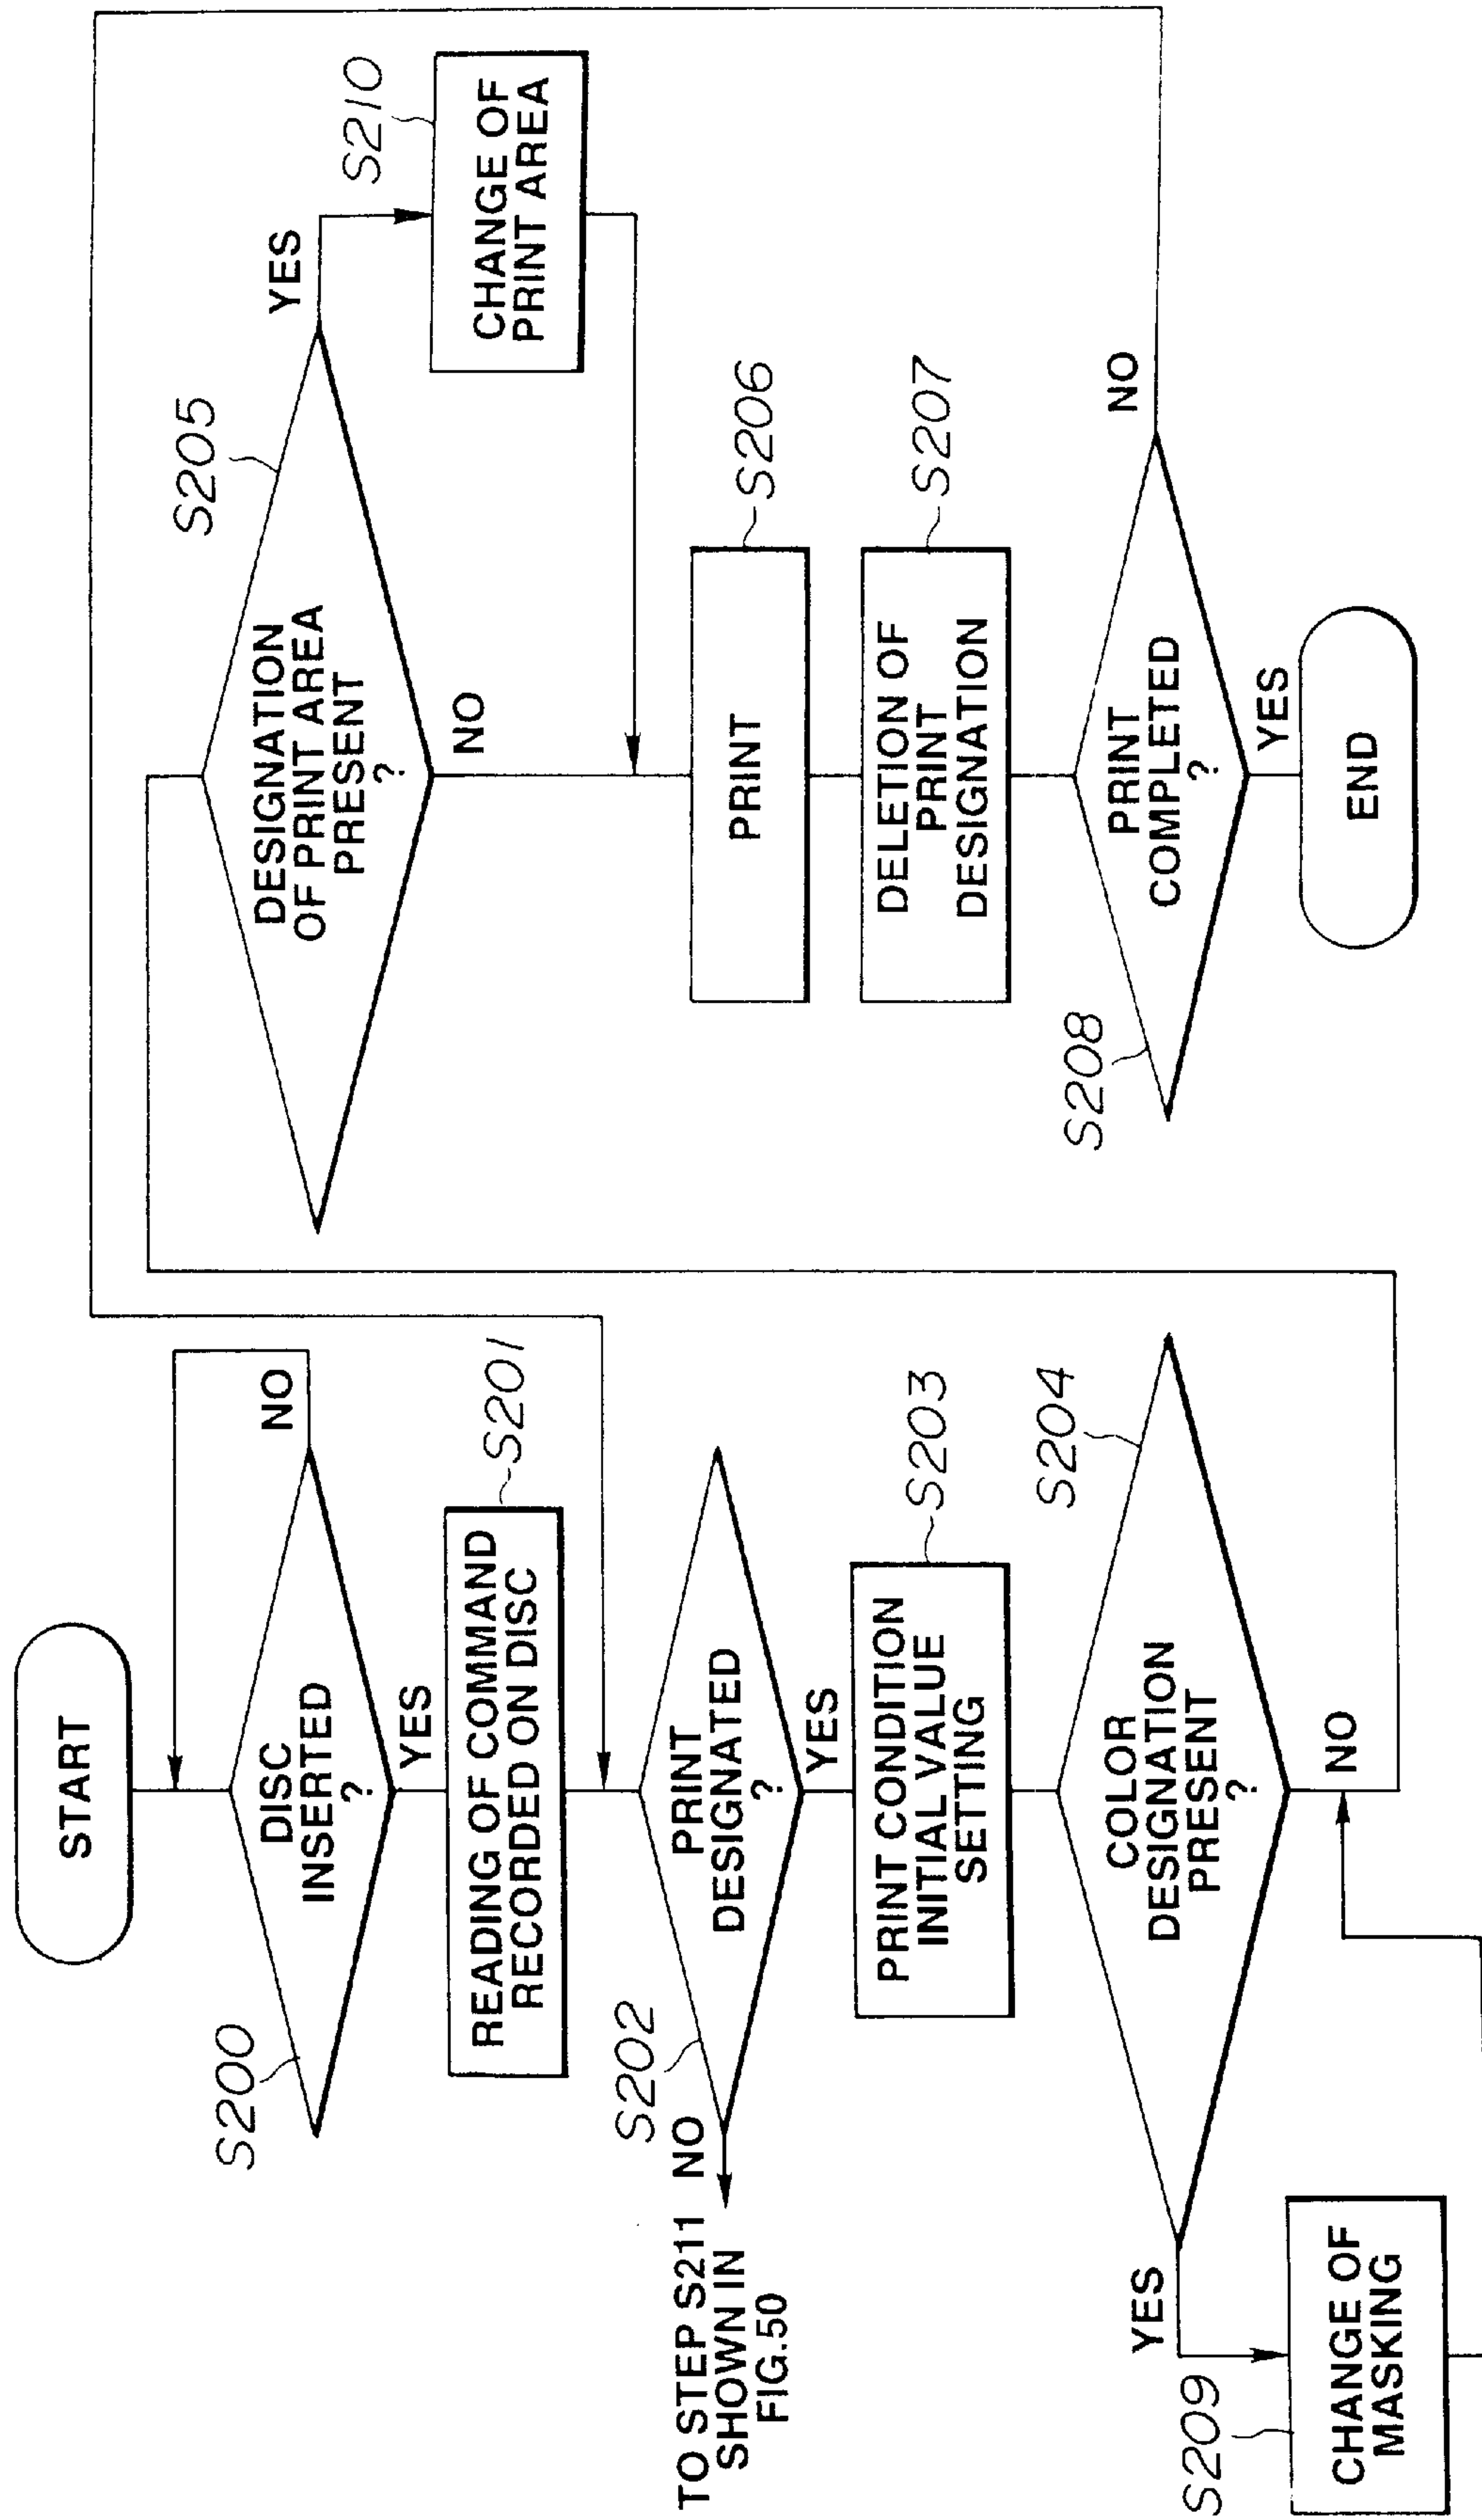 START
S200
DISC
INSERTED
?
NO
YES
READING OF COMMAND
RECORDED ON DISC
S201
S202
PRINT
DESIGNATED
?
NO
TO STEP S211
SHOWN IN
FIG.50
YES
PRINT CONDITION
INITIAL VALUE
SETTING
S203
COLOR
DESIGNATION
PRESENT
?
S204
YES
S209
CHANGE OF
MASKING
NO
S205
DESIGNATION
OF PRINT AREA
PRESENT
?
YES
S210
CHANGE OF
PRINT AREA
NO
PRINT
S206
DELETION OF
PRINT
DESIGNATION
S207
S208
PRINT
COMPLETED
?
NO
YES
END